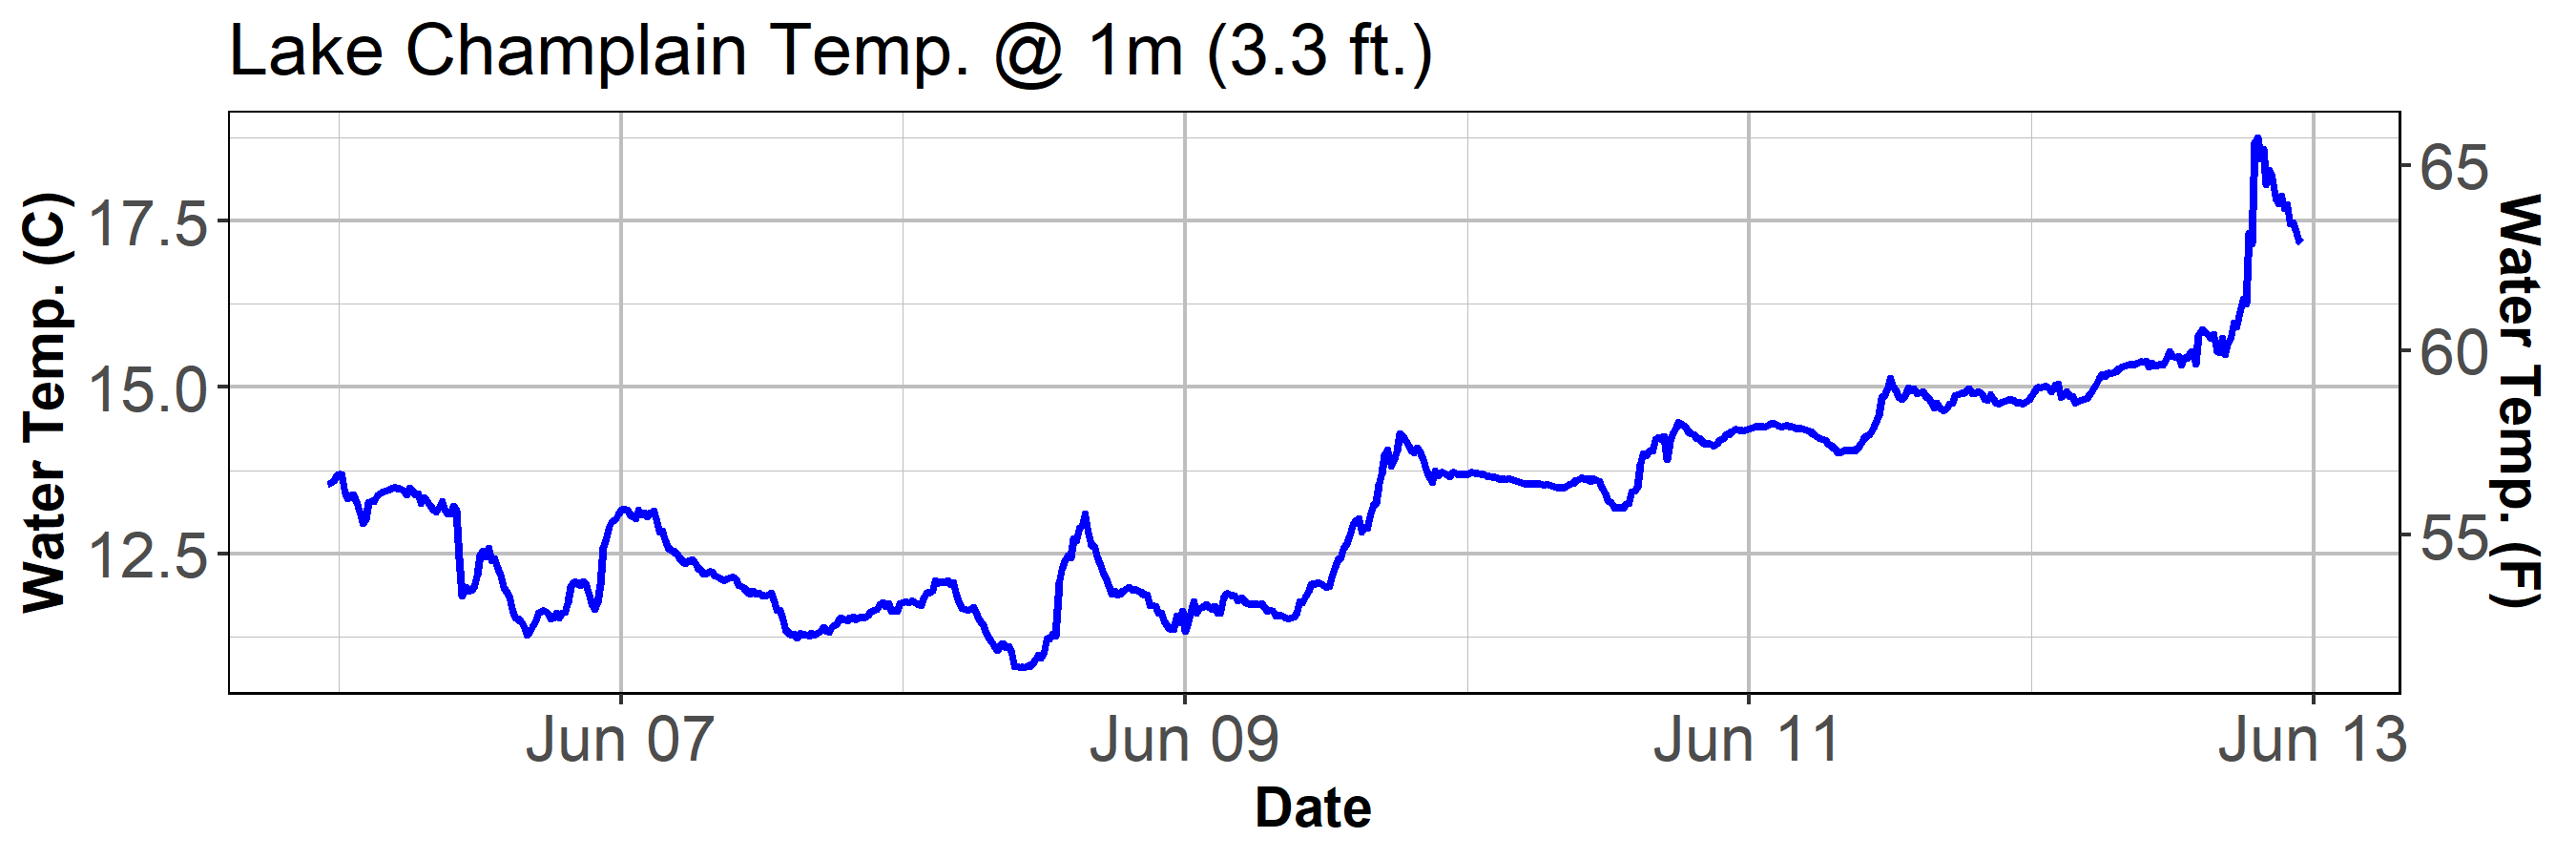 Lake Champlain Temp. @ 1m (3.3 ft.)
Water Temp. (C)
17.5
15.0
12.5
65
60
55
Water Temp. (F)
Jun 07
Jun 09
Jun 11
Jun 13
Date